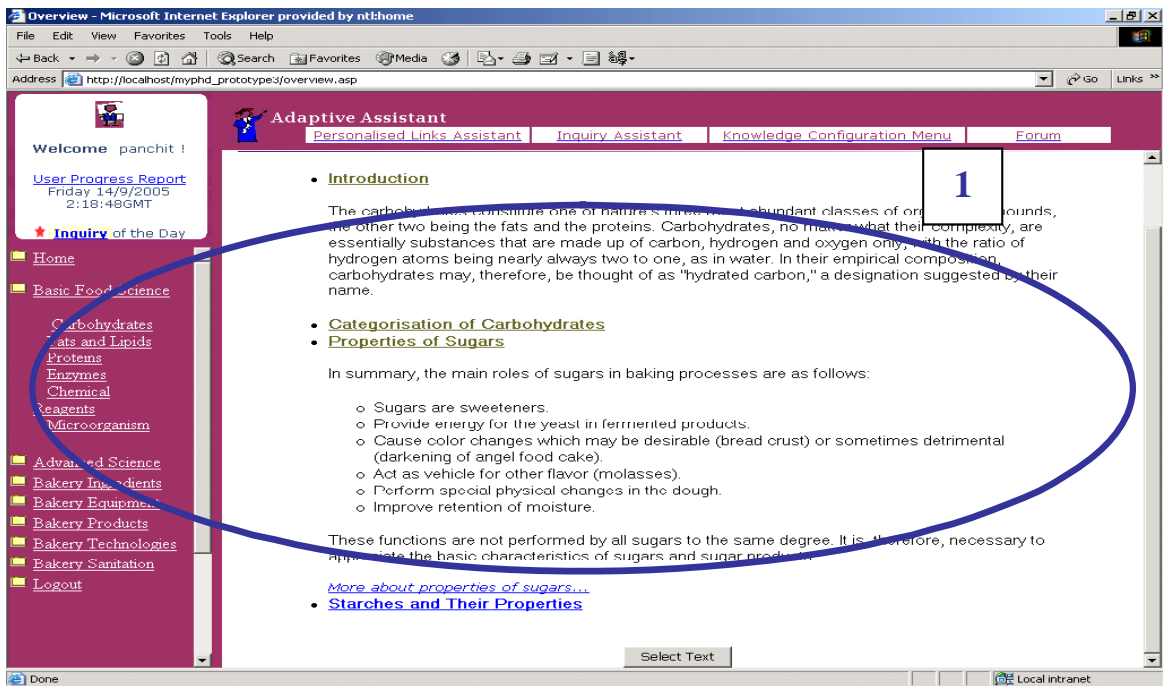 Overview - Microsoft Internet Explorer provided by ntl:home
File Edit View Favorites Tools Help
Back Search Favorites Media
Address http://localhost/myphd_prototype3/overview.asp Go Links »
Adaptive Assistant
Personalised Links Assistant Inquiry Assistant Knowledge Configuration Menu Forum
Welcome panchit !
User Progress Report
Friday 14/9/2005
2:18:48GMT
Inquiry of the Day
Home
Basic Food Science
Carbohydrates
Fats and Lipids
Proteins
Enzymes
Chemical
Reagents
Microorganism
Advanced Science
Bakery Ingredients
Bakery Equipment
Bakery Products
Bakery Technologies
Bakery Sanitation
Logout
1
Introduction
The carbohydrates constitute one of nature's three most abundant classes of compounds,
the other two being the fats and the proteins. Carbohydrates, no matter what their complexity, are
essentially substances that are made up of carbon, hydrogen and oxygen only, with the ratio of
hydrogen atoms being nearly always two to one, as in water. In their empirical composition,
carbohydrates may, therefore, be thought of as "hydrated carbon," a designation suggested by their
name.
Categorisation of Carbohydrates
Properties of Sugars
In summary, the main roles of sugars in baking processes are as follows:
Sugars are sweeteners.
Provide energy for the yeast in fermented products.
Cause color changes which may be desirable (bread crust) or sometimes detrimental
(darkening of angel food cake).
Act as vehicle for other flavor (molasses).
Perform special physical changes in the dough.
Improve retention of moisture.
These functions are not performed by all sugars to the same degree. It is, therefore, necessary to
appreciate the basic characteristics of sugars and sugar products.
More about properties of sugars...
Starches and Their Properties
Select Text
Done Local intranet